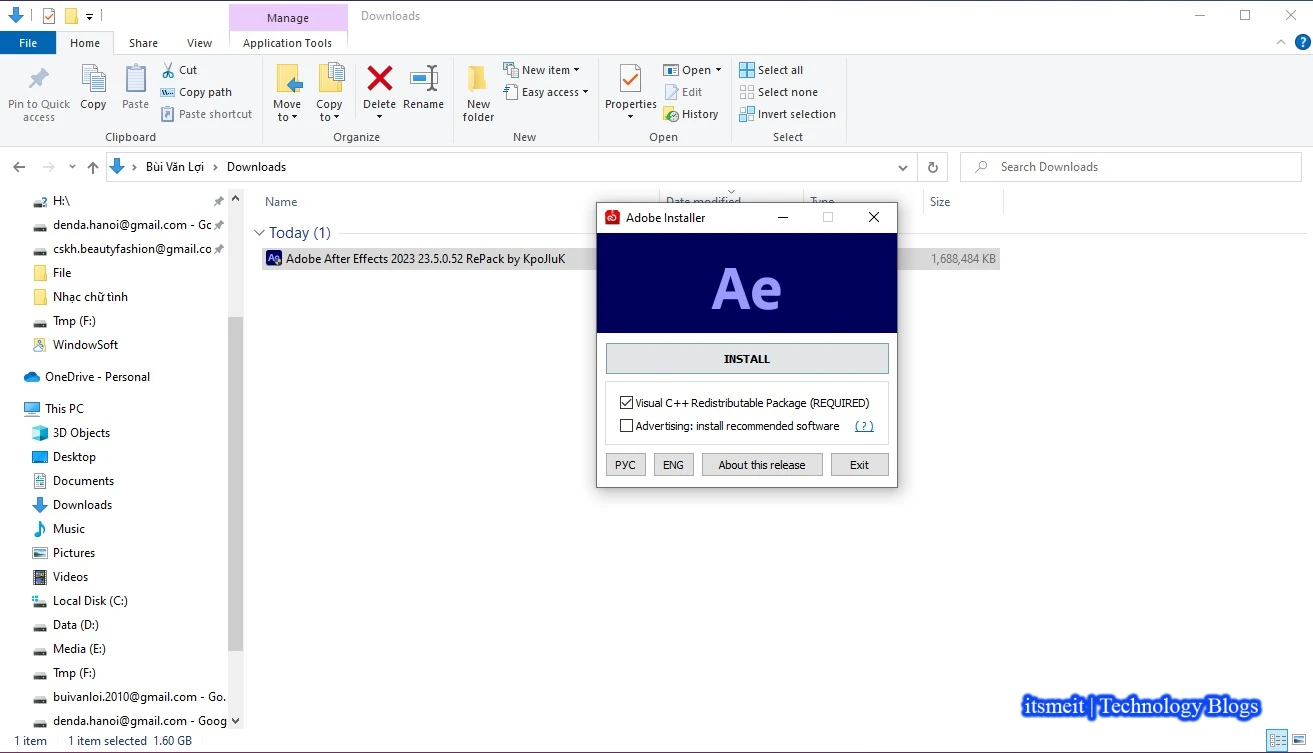 Manage
Downloads
File
Home
Share
View
Application Tools
Pin to Quick access
Copy
Paste
Cut
Copy path
Paste shortcut
Clipboard
Move to
Copy to
Delete
Rename
Organize
New folder
New item
Easy access
New
Properties
Open
Edit
History
Open
Select all
Select none
Invert selection
Select
Bùi Văn Lợi > Downloads
Search Downloads
H:\
denda.hanoi@gmail.com - Go
cskh.beautyfashion@gmail.co
File
Nhạc chữ tình
Tmp (F:)
WindowSoft
OneDrive - Personal
This PC
3D Objects
Desktop
Documents
Downloads
Music
Pictures
Videos
Local Disk (C:)
Data (D:)
Media (E:)
Tmp (F:)
buivanloi.2010@gmail.com - Go.
denda.hanoi@gmail.com - Goog
Name
Date modified
Type
Size
Today (1)
Adobe After Effects 2023 23.5.0.52 RePack by KpoJIuK
1,688,484 KB
Adobe Installer
Ae
INSTALL
Visual C++ Redistributable Package (REQUIRED)
Advertising: install recommended software
( ? )
РУС
ENG
About this release
Exit
itsmeit | Technology Blogs
1 item
1 item selected
1.60 GB